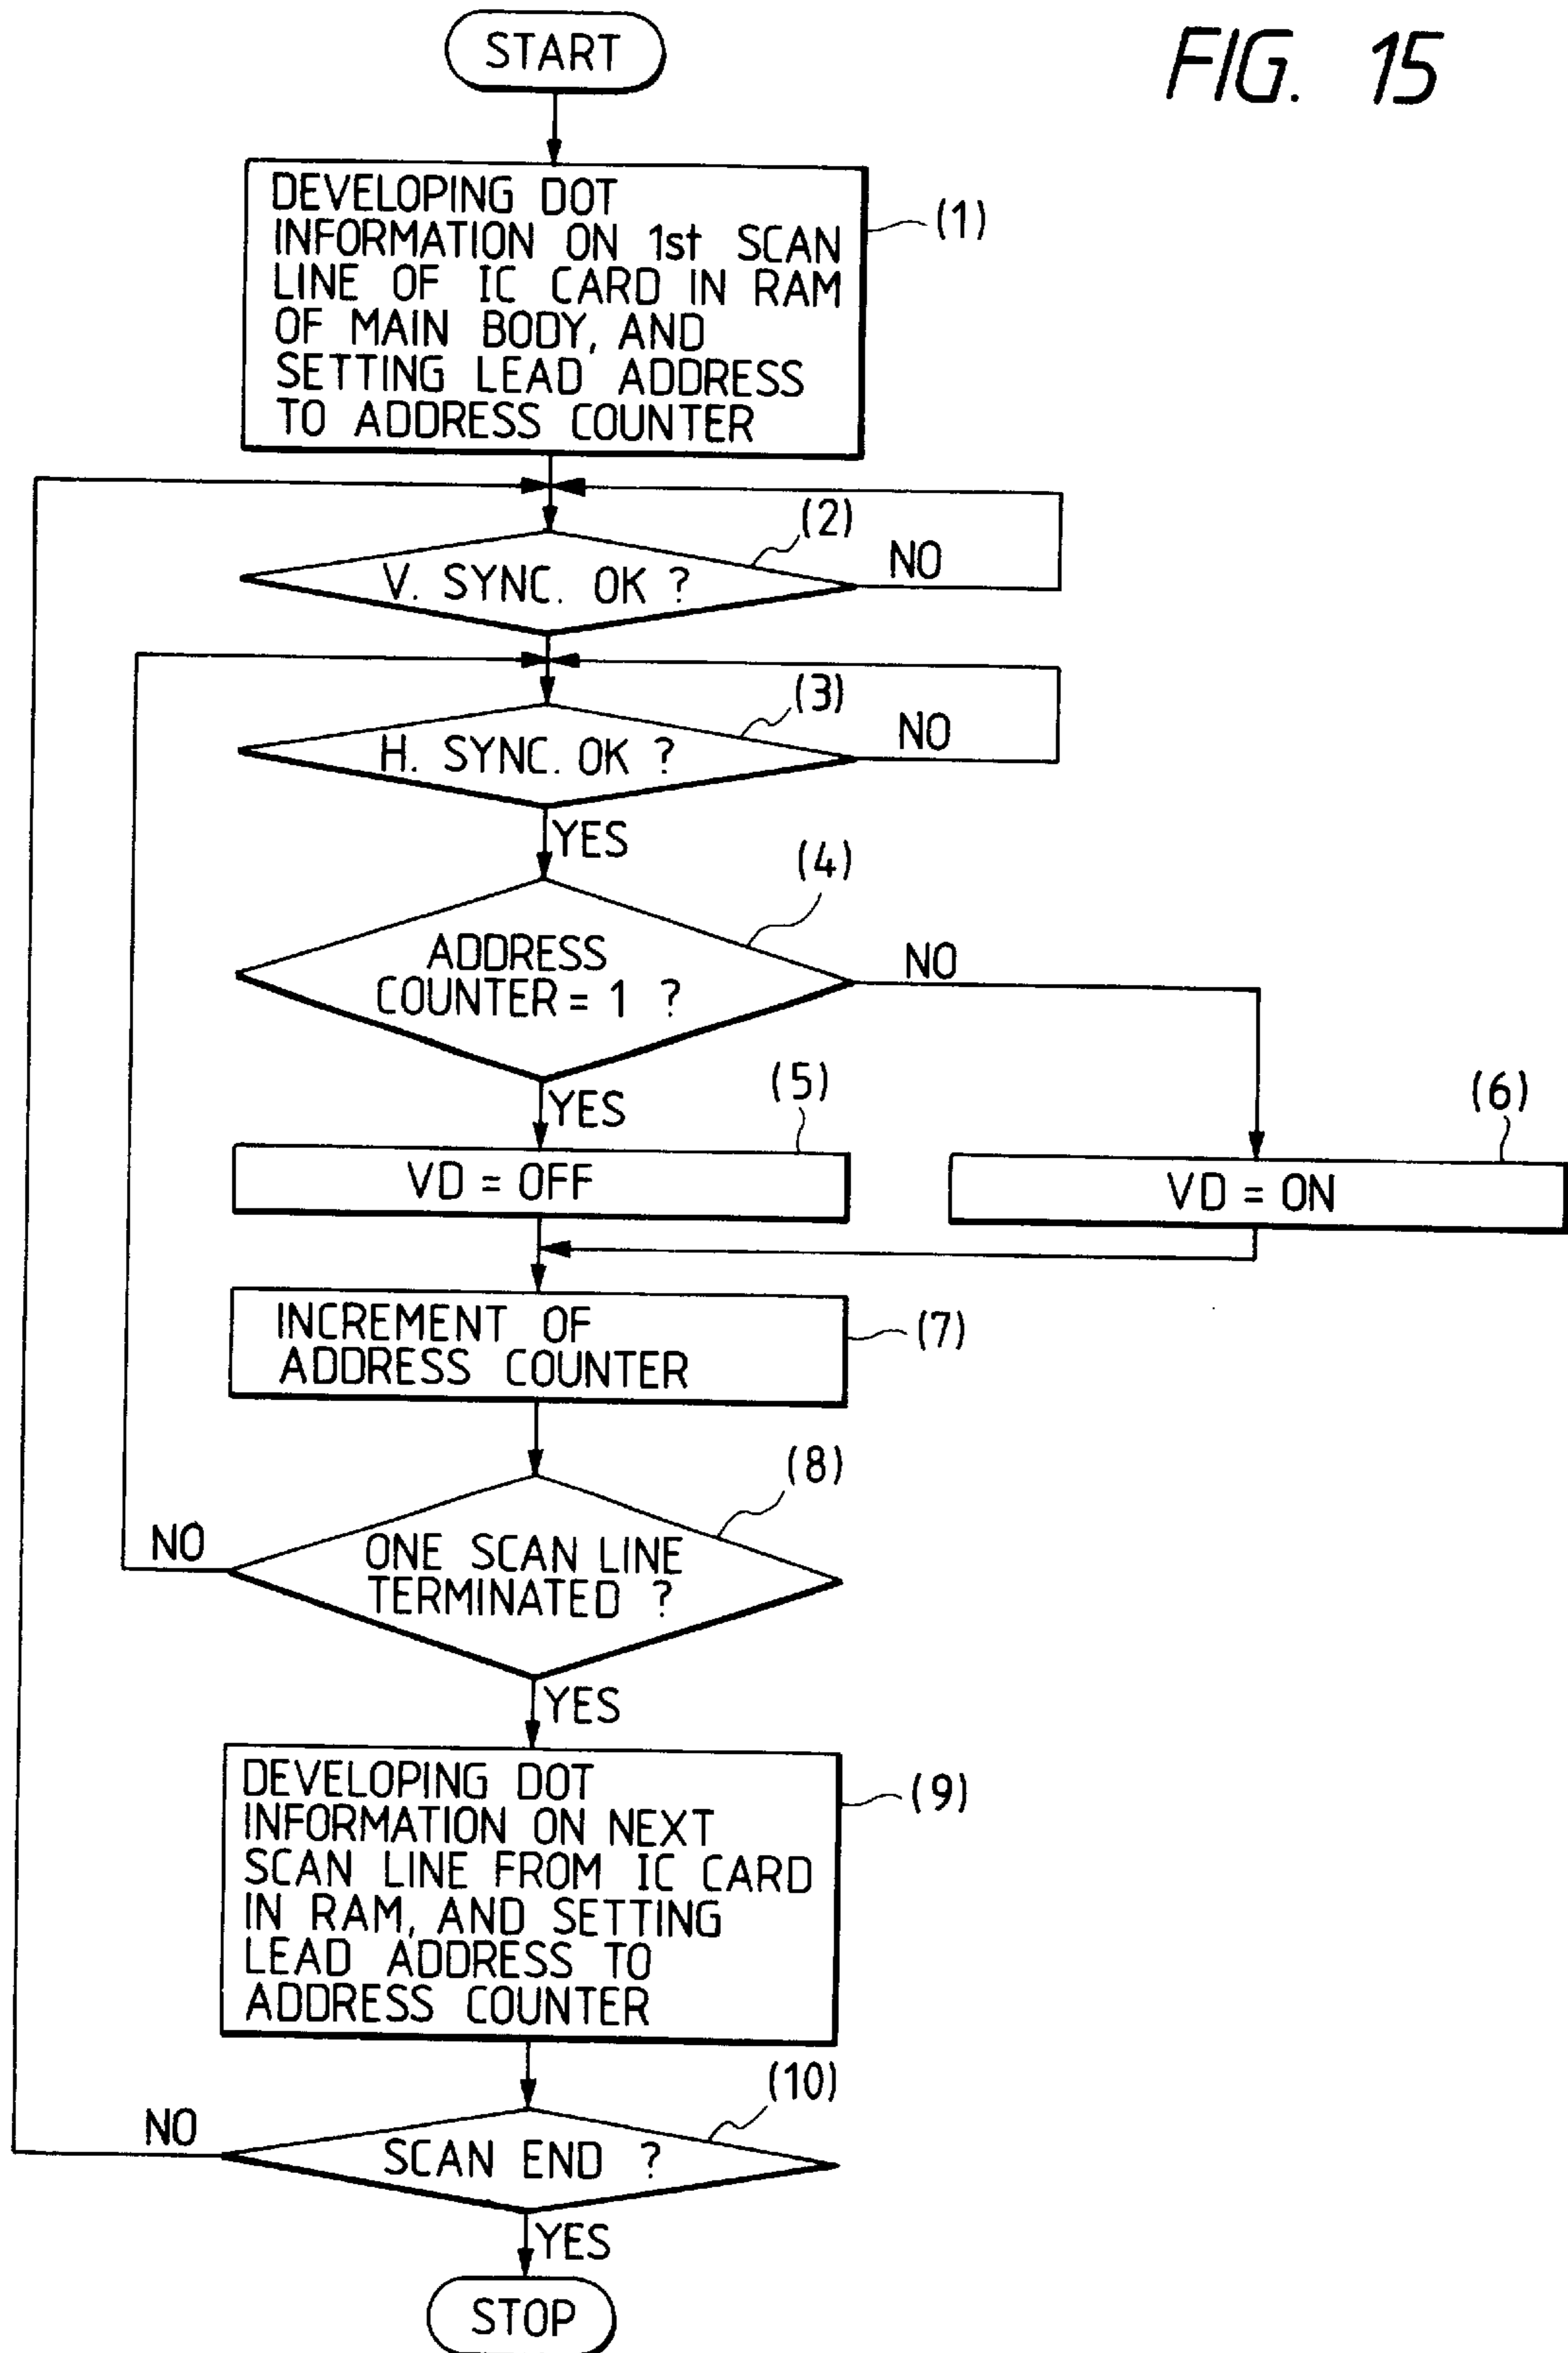 FIG. 15
START
DEVELOPING DOT
INFORMATION ON 1st SCAN
LINE OF IC CARD IN RAM
OF MAIN BODY, AND
SETTING LEAD ADDRESS
TO ADDRESS COUNTER
(1)
(2)
V. SYNC. OK ?
NO
(3)
H. SYNC. OK ?
NO
YES
(4)
ADDRESS
COUNTER = 1 ?
NO
YES
(5)
VD = OFF
(6)
VD = ON
INCREMENT OF
ADDRESS COUNTER
(7)
(8)
ONE SCAN LINE
TERMINATED ?
NO
YES
DEVELOPING DOT
INFORMATION ON NEXT
SCAN LINE FROM IC CARD
IN RAM, AND SETTING
LEAD ADDRESS TO
ADDRESS COUNTER
(9)
(10)
SCAN END ?
NO
YES
STOP